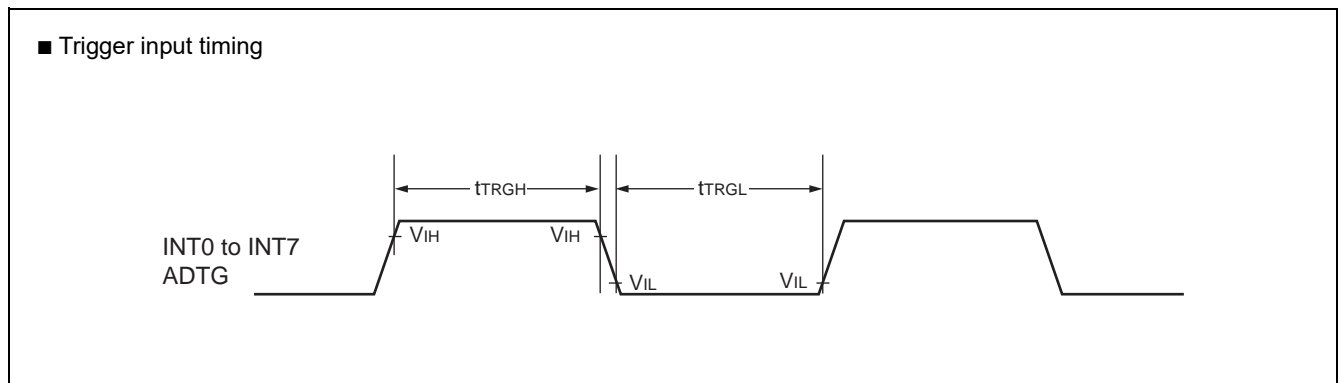 ■ Trigger input timing
tTRGH
tTRGL
INT0 to INT7
ADTG
VIH
VIH
VIL
VIL